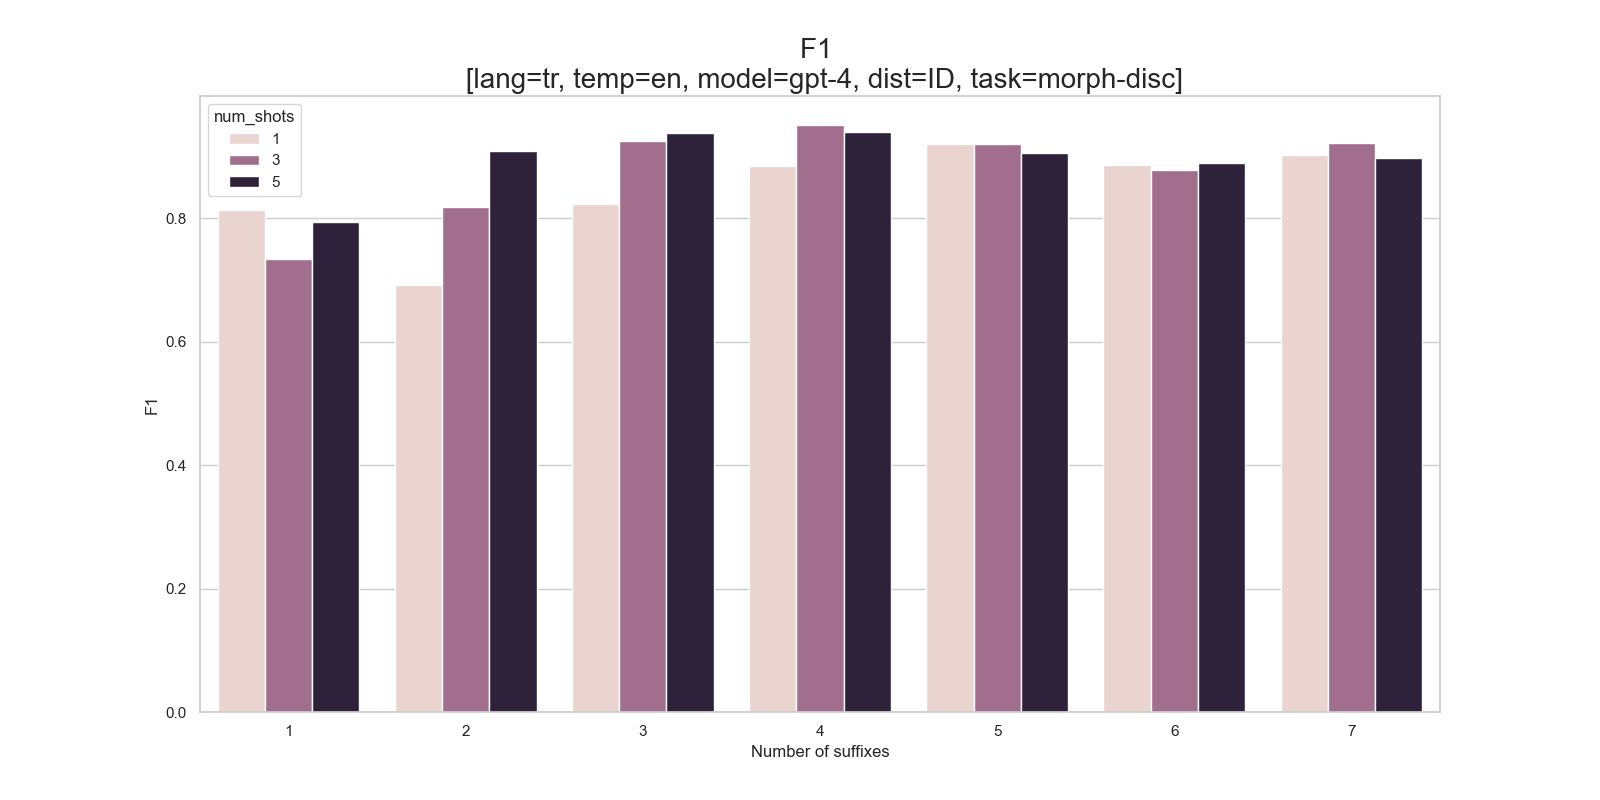 F1
[lang=tr, temp=en, model=gpt-4, dist=ID, task=morph-disc]
num_shots
1
3
5
0.8
0.6
0.4
0.2
0.0
F1
1 2 3 4 5 6 7
Number of suffixes